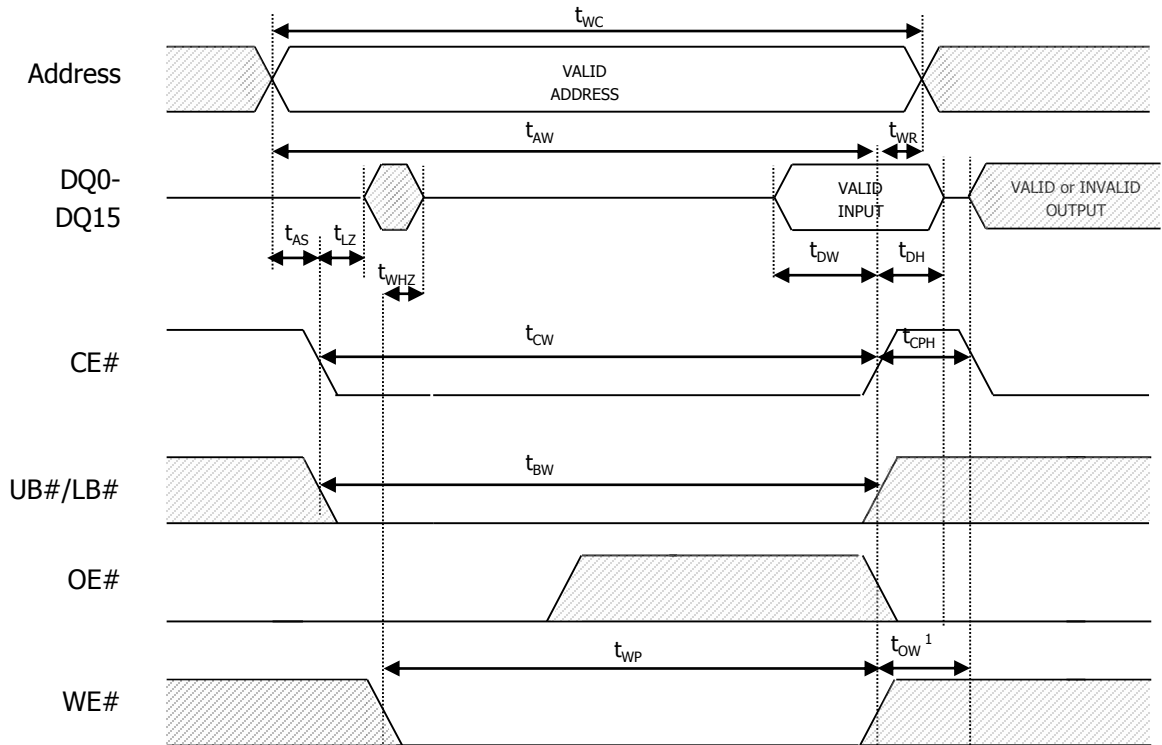 tWC
Address
VALID
ADDRESS
tAW
tWR
DQ0-
DQ15
VALID
INPUT
VALID or INVALID
OUTPUT
tAS
tLZ
tWHZ
tDW
tDH
CE#
tCW
tCPH
UB#/LB#
tBW
OE#
tWP
tOW 1
WE#